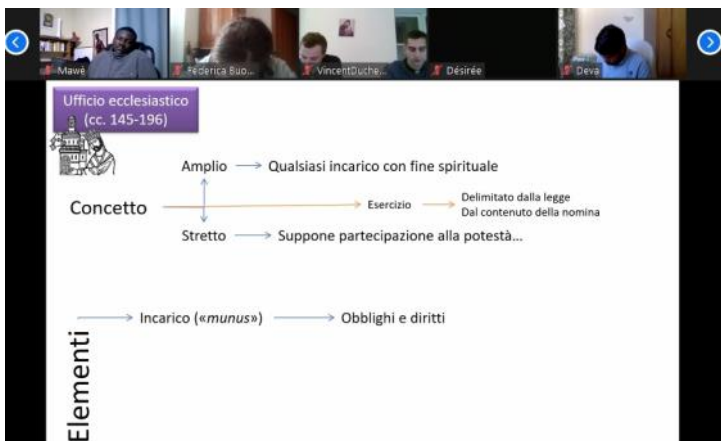 Mawé
Federica Buo...
VincentDuche...
Désirée
Deva
Ufficio ecclesiastico
(cc. 145-196)
Amplio
Qualsiasi incarico con fine spirituale
Concetto
Esercizio
Delimitato dalla legge
Dal contenuto della nomina
Stretto
Suppone partecipazione alla potestà...
Elementi
Incarico («munus»)
Obblighi e diritti